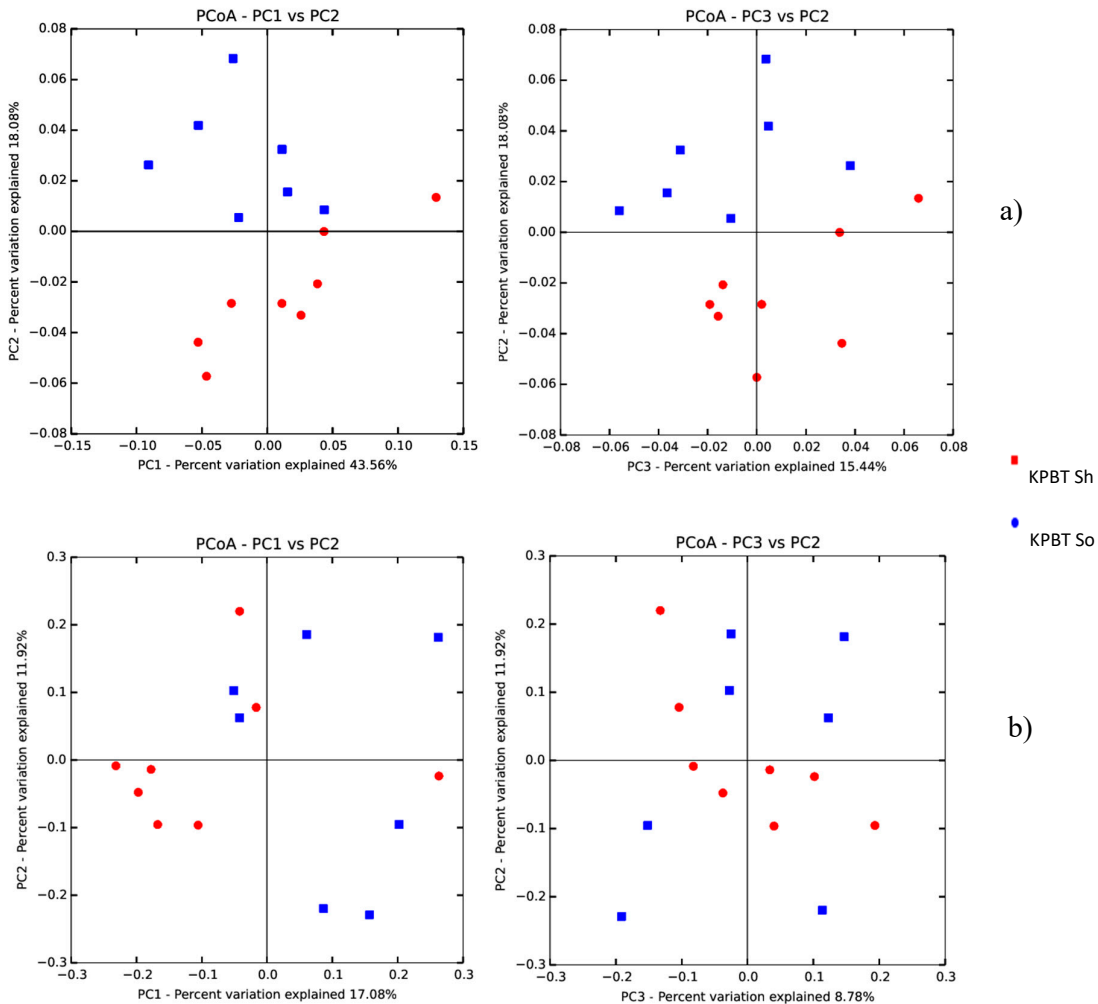 PCoA - PC1 vs PC2
PC2 - Percent variation explained 18.08%
0.08
0.06
0.04
0.02
0.00
−0.02
−0.04
−0.06
−0.08
−0.15 −0.10 −0.05 0.00 0.05 0.10 0.15
PC1 - Percent variation explained 43.56%
PCoA - PC3 vs PC2
PC2 - Percent variation explained 18.08%
0.08
0.06
0.04
0.02
0.00
−0.02
−0.04
−0.06
−0.08
−0.08 −0.06 −0.04 −0.02 0.00 0.02 0.04 0.06 0.08
PC3 - Percent variation explained 15.44%
a)
KPBT Sh
KPBT So
PCoA - PC1 vs PC2
PC2 - Percent variation explained 11.92%
0.3
0.2
0.1
0.0
−0.1
−0.2
−0.3
−0.3 −0.2 −0.1 0.0 0.1 0.2 0.3
PC1 - Percent variation explained 17.08%
PCoA - PC3 vs PC2
PC2 - Percent variation explained 11.92%
0.3
0.2
0.1
0.0
−0.1
−0.2
−0.3
−0.3 −0.2 −0.1 0.0 0.1 0.2 0.3
PC3 - Percent variation explained 8.78%
b)